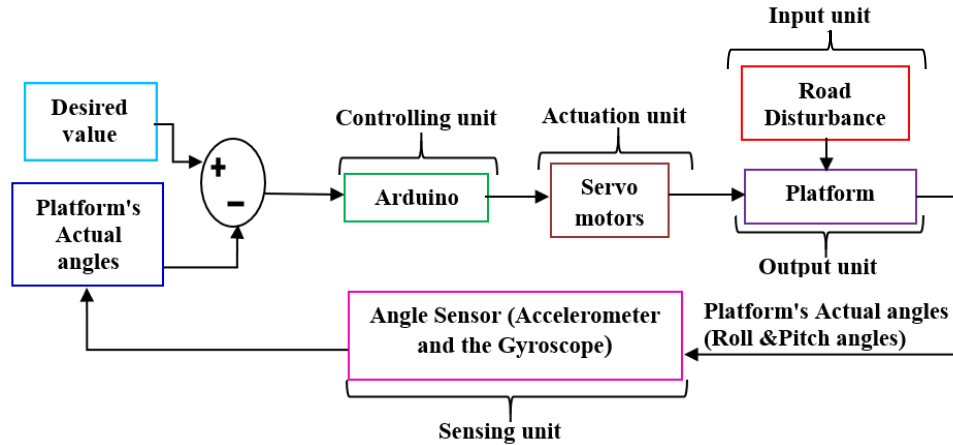 Input unit
Desired
value
Road
Disturbance
Controlling unit
Actuation unit
+
−
Platform's
Actual
angles
Arduino
Servo
motors
Platform
Output unit
Angle Sensor (Accelerometer
and the Gyroscope)
Platform's Actual angles
(Roll &Pitch angles)
Sensing unit